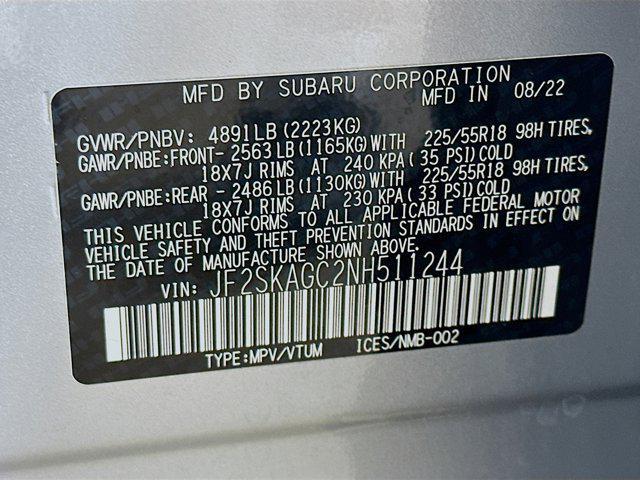 MFD BY SUBARU CORPORATION
MFD IN 08/22
GVWR/PNBV: 4891LB(2223KG)
GAWR/PNBE:FRONT- 2563LB(1165KG)WITH 225/55R18 98H TIRES,
18X7J RIMS AT 240 KPA(35 PSI)COLD
GAWR/PNBE:REAR - 2486LB(1130KG)WITH 225/55R18 98H TIRES,
18X7J RIMS AT 230 KPA(33 PSI)COLD
THIS VEHICLE CONFORMS TO ALL APPLICABLE FEDERAL MOTOR
VEHICLE SAFETY AND THEFT PREVENTION STANDARDS IN EFFECT ON
THE DATE OF MANUFACTURE SHOWN ABOVE.
VIN: JF2SKAGC2NH511244
TYPE:MPV/VTUM ICES/NMB-002